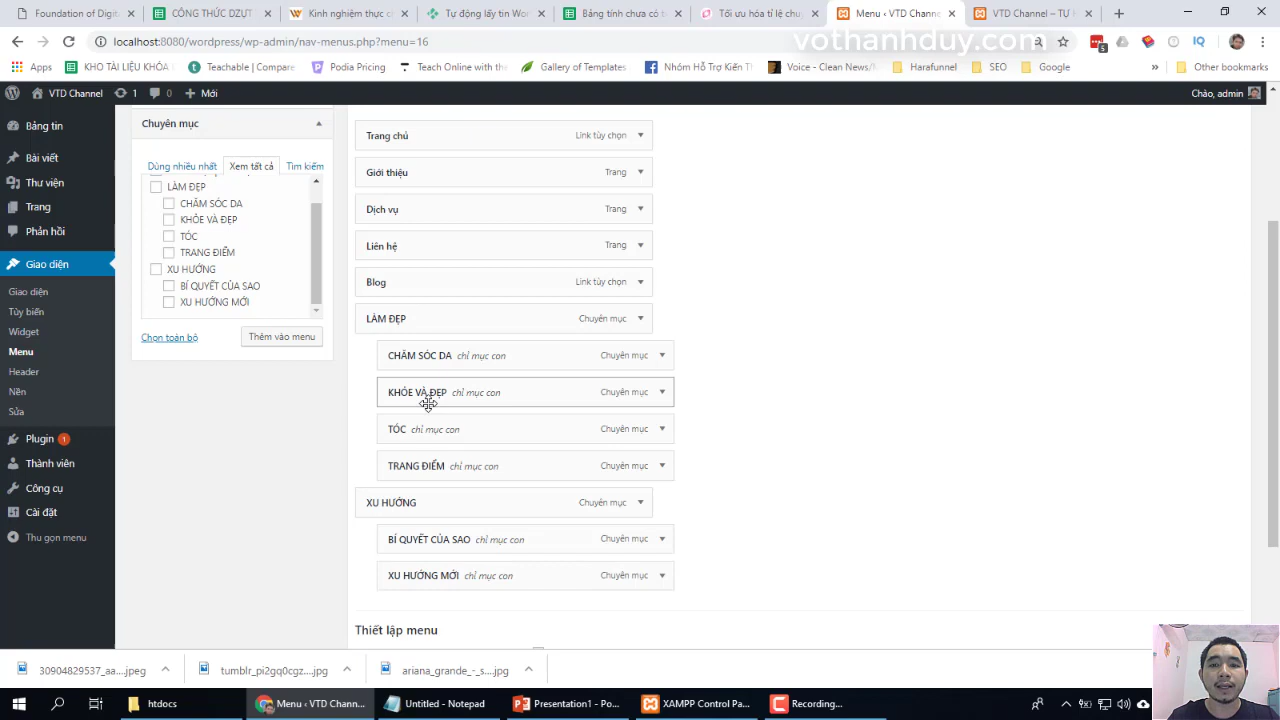 Foundation of Digita
CÔNG THỨC DZỰT
Kinh nghiệm thực ch
Tự động lấy tin Wor
Bảng tính chưa có ti
Tối ưu hóa tỉ lệ chuy
Menu ‹ VTD Channe
VTD Channel – TỰ H
localhost:8080/wordpress/wp-admin/nav-menus.php?menu=16
vothanhduy.com
5
Apps
KHO TÀI LIỆU KHÓA
Teachable | Compare
Podia Pricing
Teach Online with t
Gallery of Templates
Nhóm Hỗ Trợ Kiến T
Voice - Clean News/
Harafunnel
SEO
Google
Other bookmarks
VTD Channel
1
0
Mới
Chào, admin
Bảng tin
Bài viết
Thư viện
Trang
Phản hồi
Giao diện
Giao diện
Tùy biến
Widget
Menu
Header
Nền
Sửa
Plugin 1
Thành viên
Công cụ
Cài đặt
Thu gọn menu
Chuyên mục
Dùng nhiều nhất
Xem tất cả
Tìm kiếm
LÀM ĐẸP
CHĂM SÓC DA
KHỎE VÀ ĐẸP
TÓC
TRANG ĐIỂM
XU HƯỚNG
BÍ QUYẾT CỦA SAO
XU HƯỚNG MỚI
Chọn toàn bộ
Thêm vào menu
Trang chủ Link tùy chọn
Giới thiệu Trang
Dịch vụ Trang
Liên hệ Trang
Blog Link tùy chọn
LÀM ĐẸP Chuyên mục
CHĂM SÓC DA chỉ mục con Chuyên mục
KHỎE VÀ ĐẸP chỉ mục con Chuyên mục
TÓC chỉ mục con Chuyên mục
TRANG ĐIỂM chỉ mục con Chuyên mục
XU HƯỚNG Chuyên mục
BÍ QUYẾT CỦA SAO chỉ mục con Chuyên mục
XU HƯỚNG MỚI chỉ mục con Chuyên mục
Thiết lập menu
30904829537_aa....jpeg
tumblr_pi2gq0cgz....jpg
ariana_grande_-_s....jpg
htdocs
Menu ‹ VTD Chann...
Untitled - Notepad
Presentation1 - Po...
XAMPP Control Pa...
Recording...